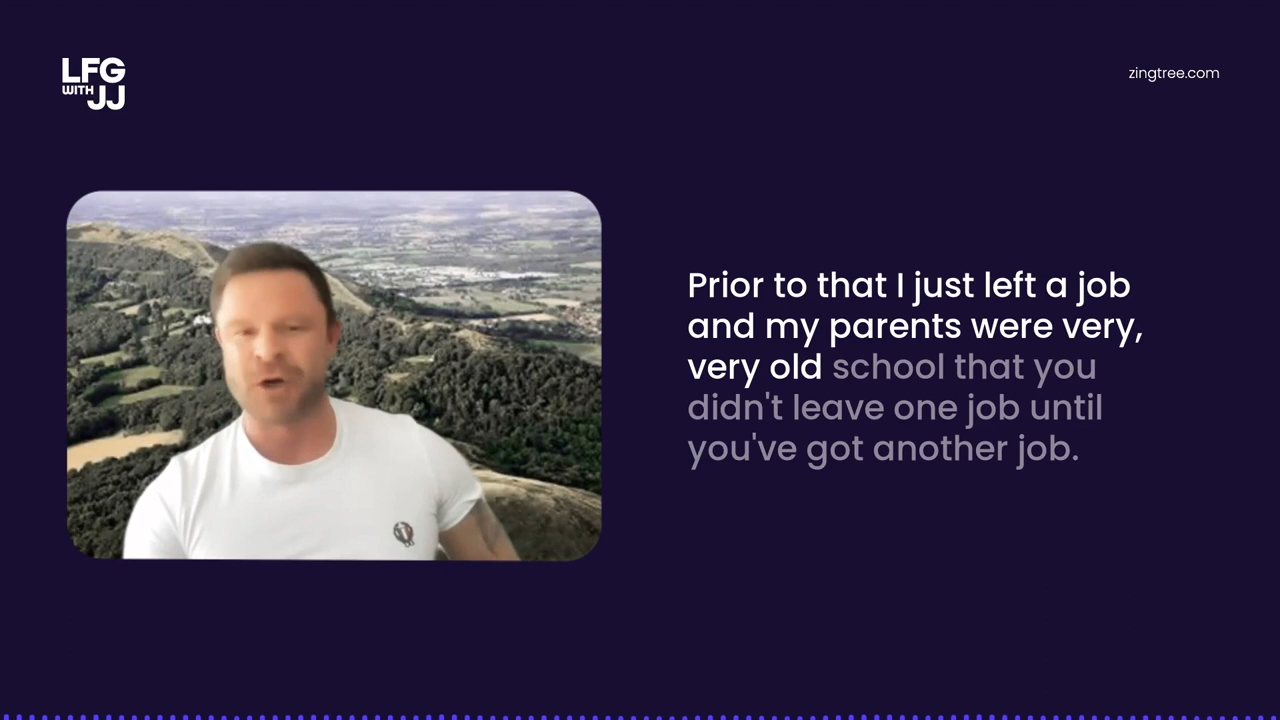 LFG
WITH JJ
zingtree.com
Prior to that I just left a job
and my parents were very,
very old school that you
didn't leave one job until
you've got another job.